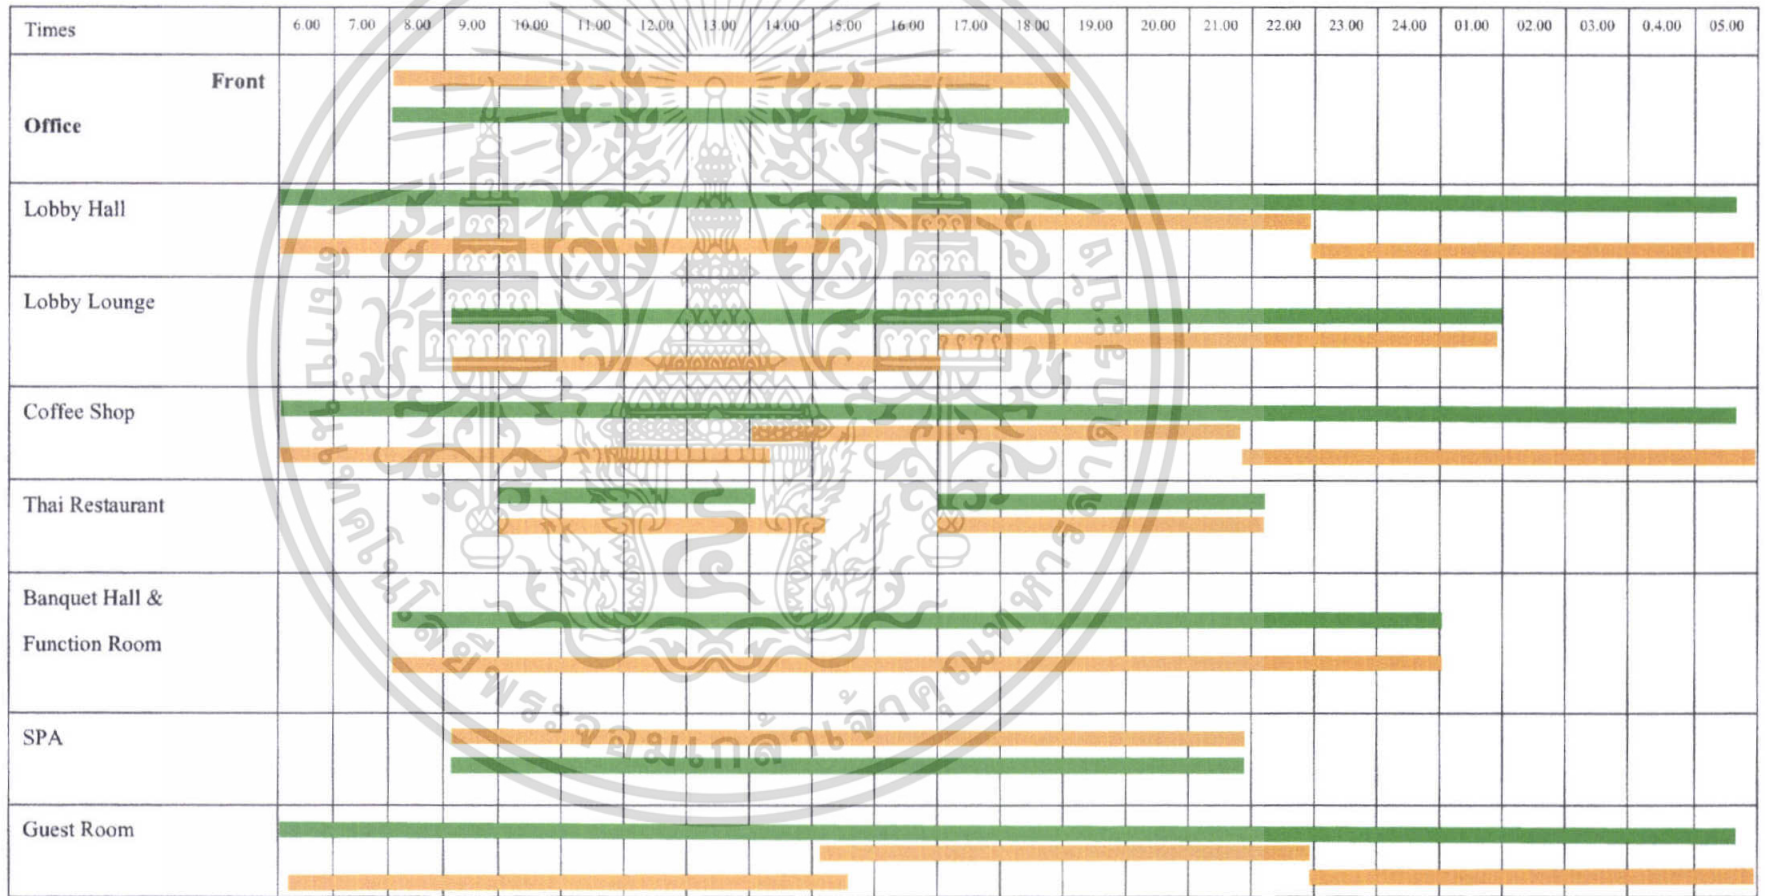 Times 6.00 7.00 8.00 9.00 10.00 11.00 12.00 13.00 14.00 15.00 16.00 17.00 18.00 19.00 20.00 21.00 22.00 23.00 24.00 01.00 02.00 03.00 0.4.00 05.00
Front
Office
Lobby Hall
Lobby Lounge
Coffee Shop
Thai Restaurant
Banquet Hall &
Function Room
SPA
Guest Room